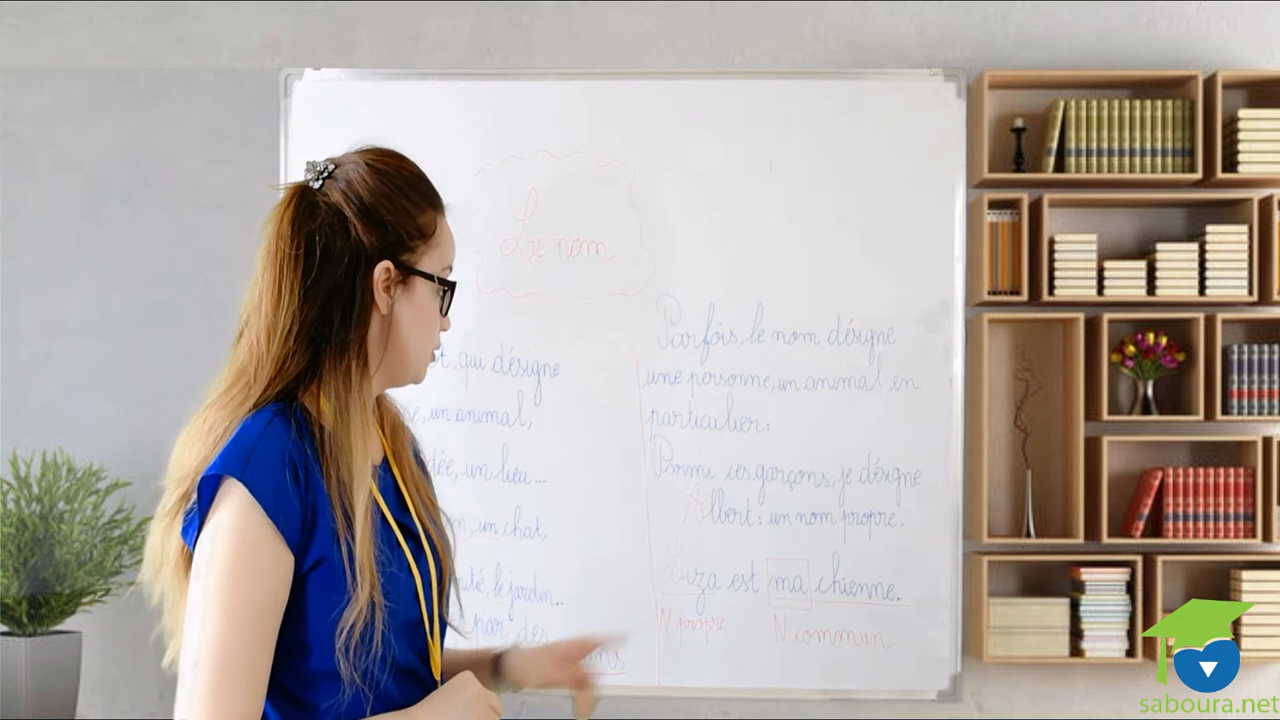 Le nom
qui désigne
un animal,
un lieu...
un chat,
le jardin..
par des
Parfois, le nom désigne
une personne, un animal en
particulier:
Parmi ces garçons, je désigne
Albert: un nom propre.
est ma chienne.
N propre N commun
saboura.net